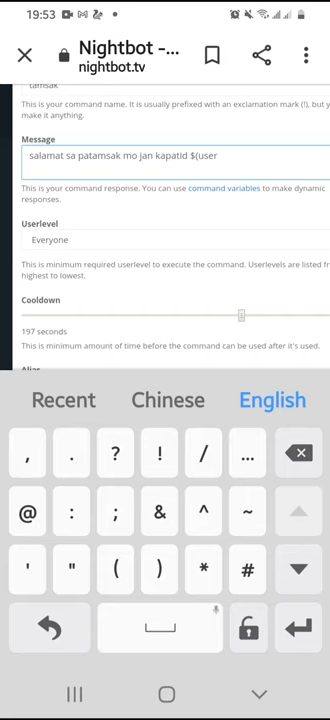 19:53
Nightbot -...
nightbot.tv
tamsak
This is your command name. It is usually prefixed with an exclamation mark (!), but y
make it anything.
Message
salamat sa patamsak mo jan kapatid $(user
This is your command response. You can use command variables to make dynamic
responses.
Userlevel
Everyone
This is minimum required userlevel to execute the command. Userlevels are listed fr
highest to lowest.
Cooldown
197 seconds
This is minimum amount of time before the command can be used after it's used.
Alias
Recent Chinese English
, . ? ! / ...
@ : ; & ^ ~
' " ( ) * #